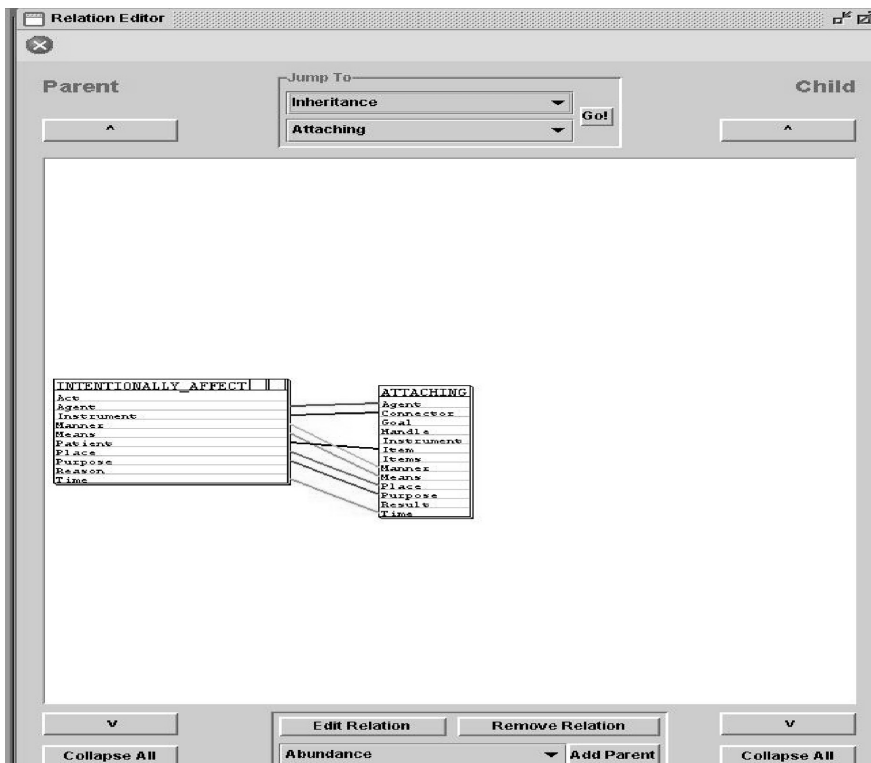 Relation Editor
Parent
Jump To
Child
Inheritance
Go!
Attaching
^
^
INTENTIONALLY_AFFECT
Act
Agent
Instrument
Manner
Means
Patient
Place
Purpose
Reason
Time
ATTACHING
Agent
Connector
Goal
Handle
Instrument
Item
Items
Manner
Means
Place
Purpose
Result
Time
v
Edit Relation
Remove Relation
v
Collapse All
Abundance
Add Parent
Collapse All